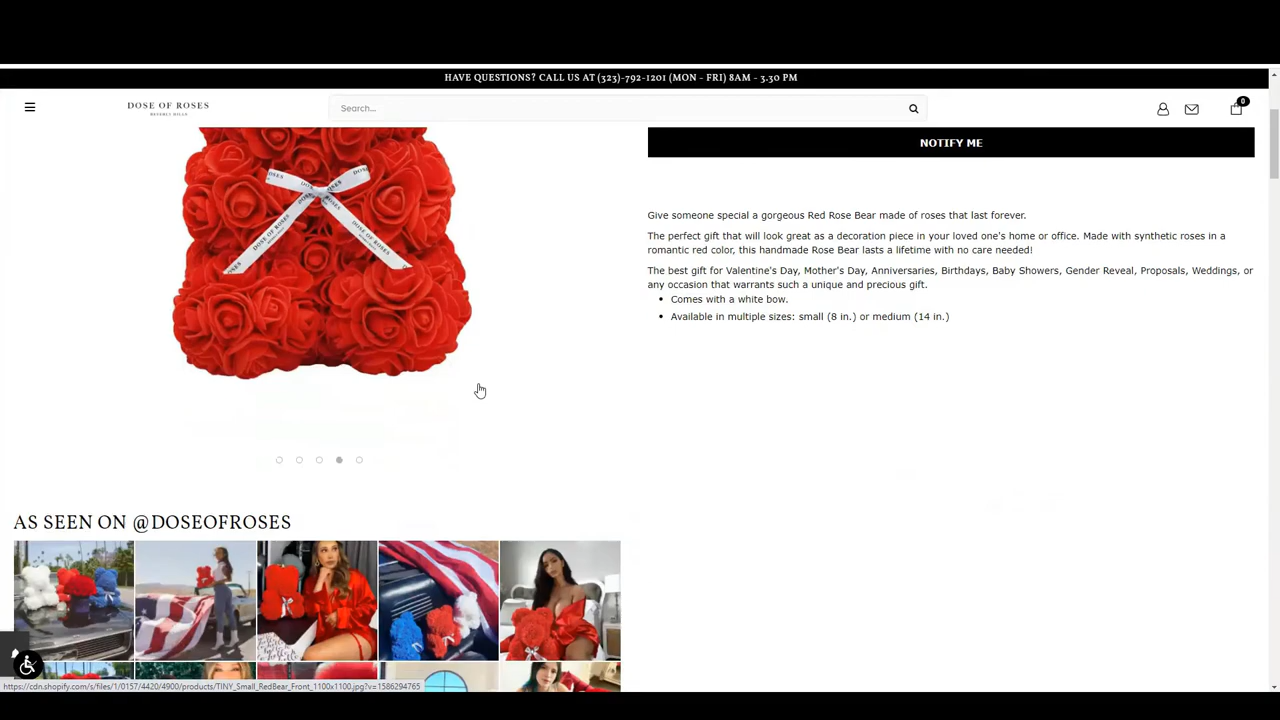 HAVE QUESTIONS? CALL US AT (323)-792-1201 (MON - FRI) 8AM - 3.30 PM
DOSE OF ROSES
BEVERLY HILLS
Search...
0
NOTIFY ME
Give someone special a gorgeous Red Rose Bear made of roses that last forever.
The perfect gift that will look great as a decoration piece in your loved one's home or office. Made with synthetic roses in a
romantic red color, this handmade Rose Bear lasts a lifetime with no care needed!
The best gift for Valentine's Day, Mother's Day, Anniversaries, Birthdays, Baby Showers, Gender Reveal, Proposals, Weddings, or
any occasion that warrants such a unique and precious gift.
Comes with a white bow.
Available in multiple sizes: small (8 in.) or medium (14 in.)
DOSE OF ROSES
AS SEEN ON @DOSEOFROSES
https://cdn.shopify.com/s/files/1/0157/4420/4900/products/TINY_Small_RedBear_Front_1100x1100.jpg?v=1586294765